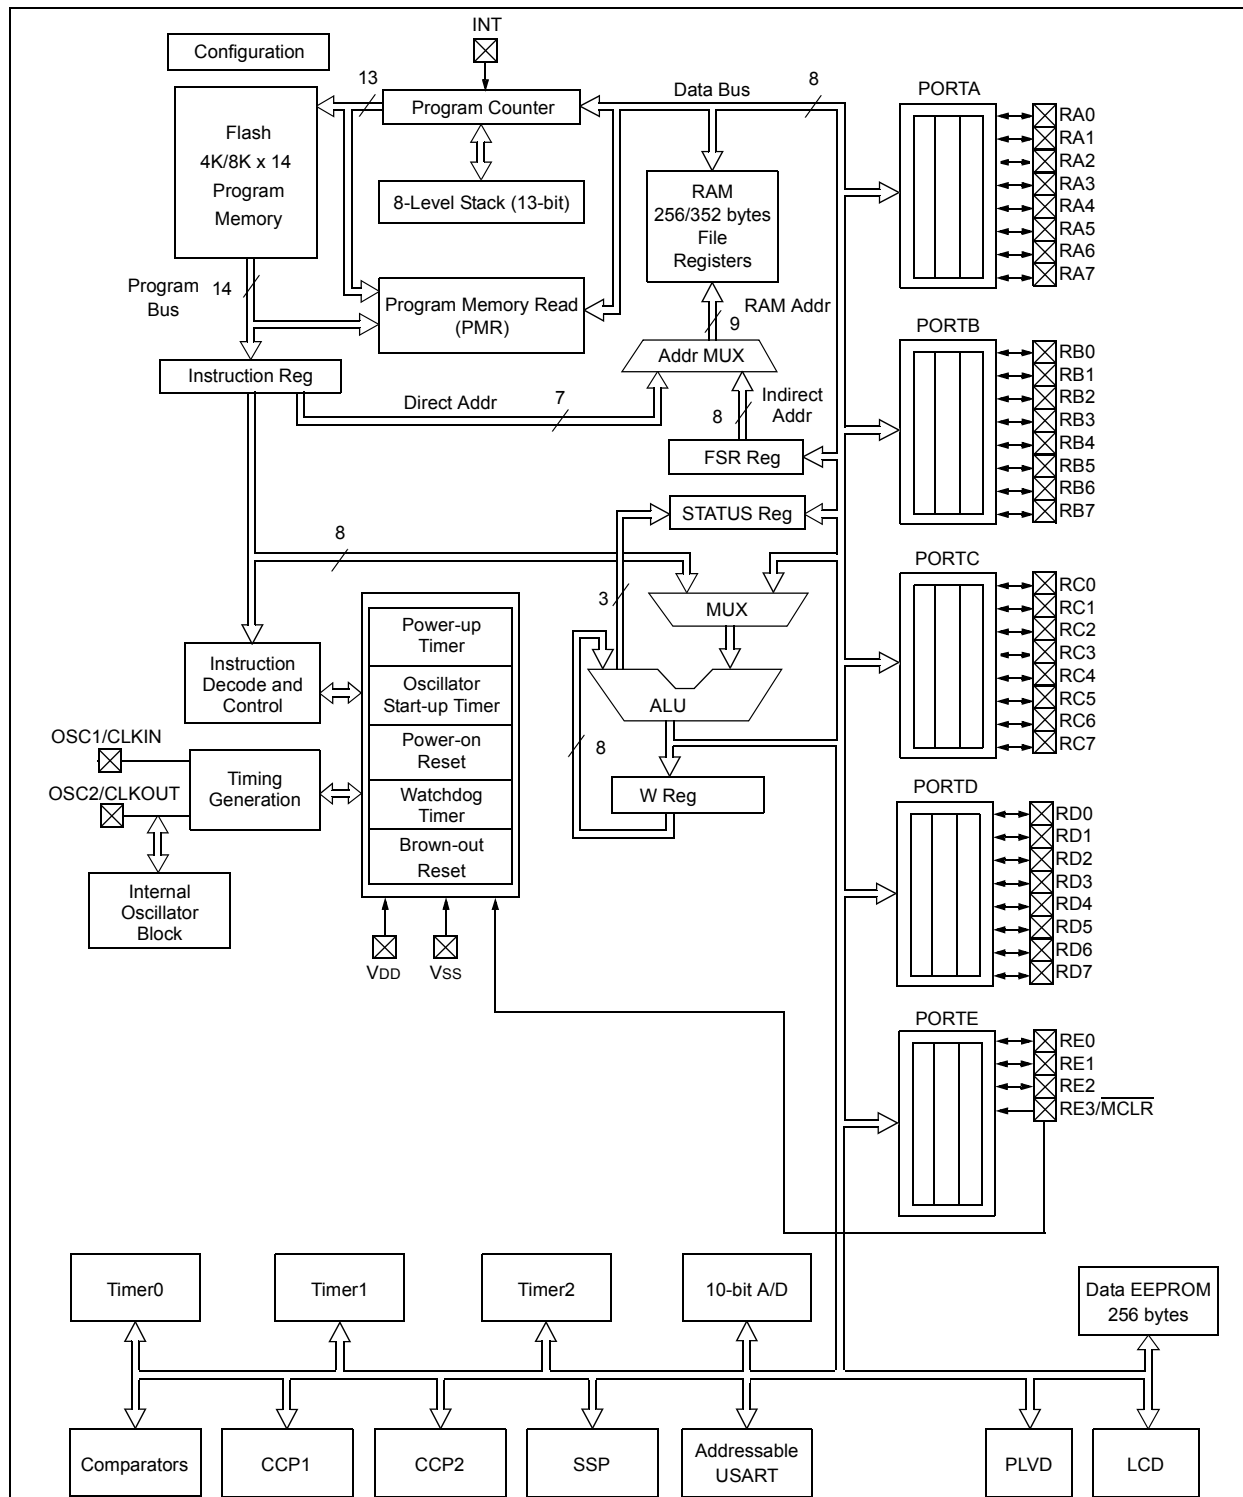 INT
Configuration
13
Program Counter
Data Bus
8
PORTA
Flash
4K/8K x 14
Program
Memory
8-Level Stack (13-bit)
RAM
256/352 bytes
File
Registers
RA0
RA1
RA2
RA3
RA4
RA5
RA6
RA7
Program
Bus
14
Program Memory Read
(PMR)
RAM Addr
9
Addr MUX
PORTB
RB0
RB1
RB2
RB3
RB4
RB5
RB6
RB7
Instruction Reg
Direct Addr
7
Indirect
Addr
8
FSR Reg
STATUS Reg
8
3
MUX
PORTC
RC0
RC1
RC2
RC3
RC4
RC5
RC6
RC7
Instruction
Decode and
Control
Power-up
Timer
Oscillator
Start-up Timer
Power-on
Reset
Watchdog
Timer
Brown-out
Reset
ALU
8
W Reg
OSC1/CLKIN
OSC2/CLKOUT
Timing
Generation
Internal
Oscillator
Block
VDD
VSS
PORTD
RD0
RD1
RD2
RD3
RD4
RD5
RD6
RD7
PORTE
RE0
RE1
RE2
RE3/MCLR
Timer0
Timer1
Timer2
10-bit A/D
Data EEPROM
256 bytes
Comparators
CCP1
CCP2
SSP
Addressable
USART
PLVD
LCD